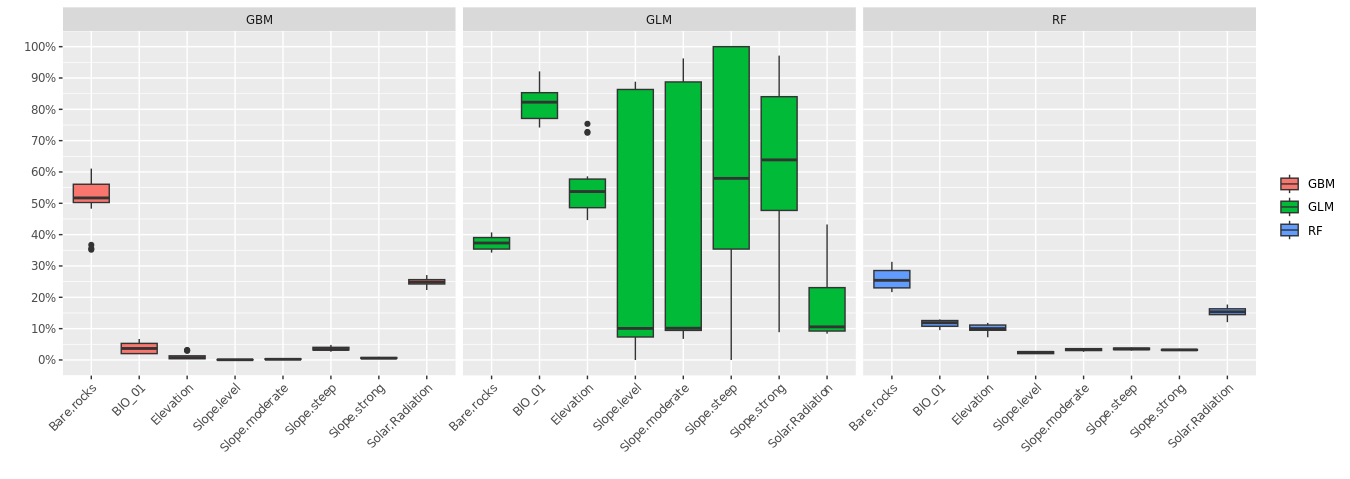 GBM GLM RF
100%
90%
80%
70%
60%
50%
40%
30%
20%
10%
0%
Bare.rocks BIO_01 Elevation Slope.level Slope.moderate Slope.steep Slope.strong Solar.Radiation Bare.rocks BIO_01 Elevation Slope.level Slope.moderate Slope.steep Slope.strong Solar.Radiation Bare.rocks BIO_01 Elevation Slope.level Slope.moderate Slope.steep Slope.strong Solar.Radiation
GBM
GLM
RF